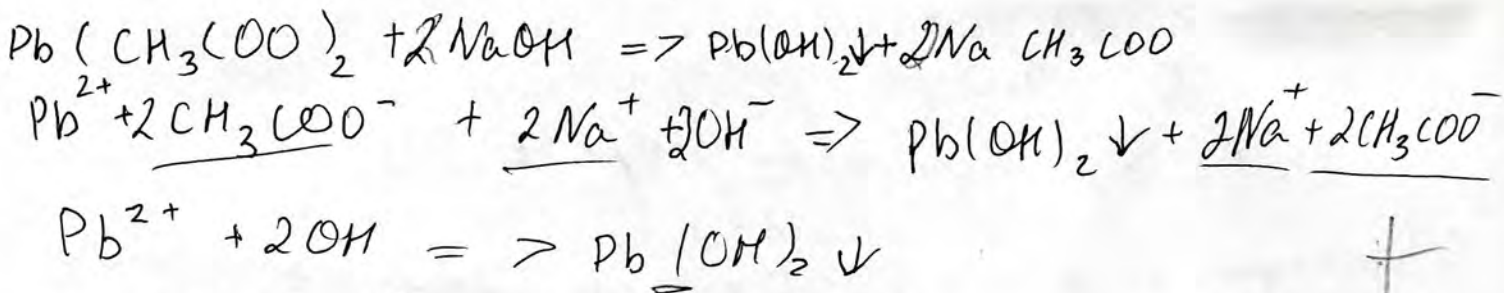 Pb(CH₃COO)₂ + 2NaOH => Pb(OH)₂↓ + 2Na CH₃COO
Pb²⁺ + 2CH₃COO⁻ + 2Na⁺ + 2OH⁻ => Pb(OH)₂↓ + 2Na⁺ + 2CH₃COO⁻
Pb²⁺ + 2OH => Pb(OH)₂↓
+